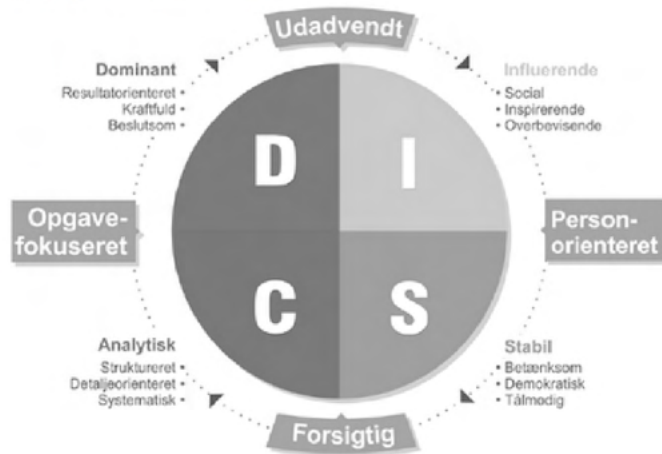 Udadvendt
Dominant
Resultatorienteret •
Kraftfuld •
Beslutsom •
Influerende
• Social
• Inspirerende
• Overbevisende
D
I
Opgave-
fokuseret
Person-
orienteret
C
S
Analytisk
Struktureret •
Detaljeorienteret •
Systematisk •
Stabil
• Betænksom
• Demokratisk
• Tålmodig
Forsigtig